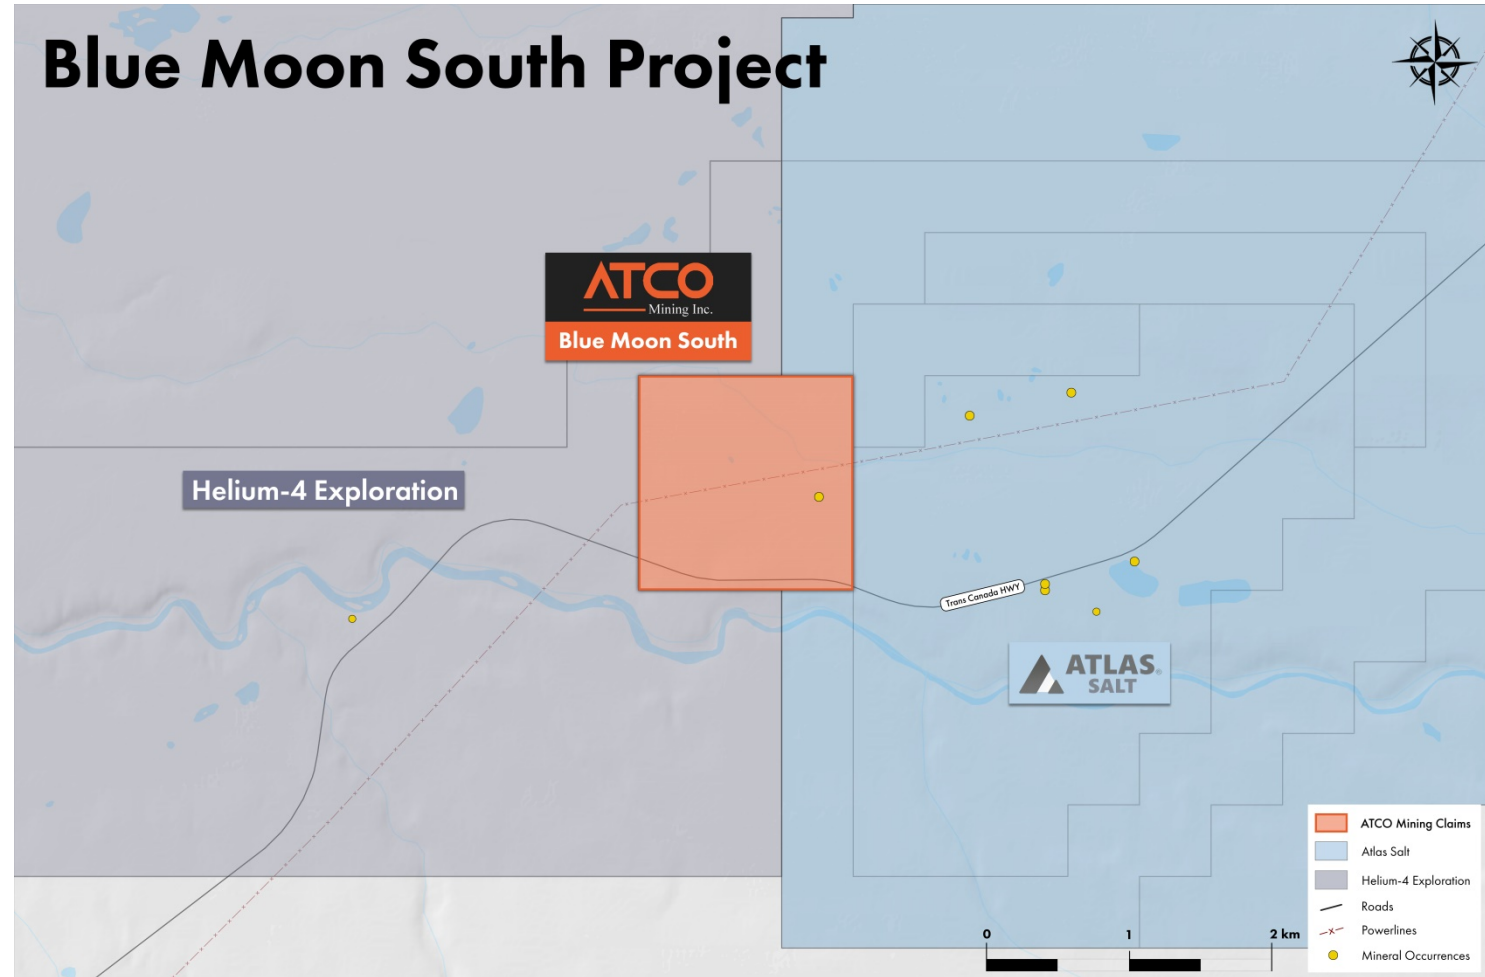 Blue Moon South Project
ATCO
Mining Inc.
Blue Moon South
Helium-4 Exploration
Trans Canada HWY
ATLAS
SALT
ATCO Mining Claims
Atlas Salt
Helium-4 Exploration
Roads
Powerlines
Mineral Occurrences
0 1 2 km